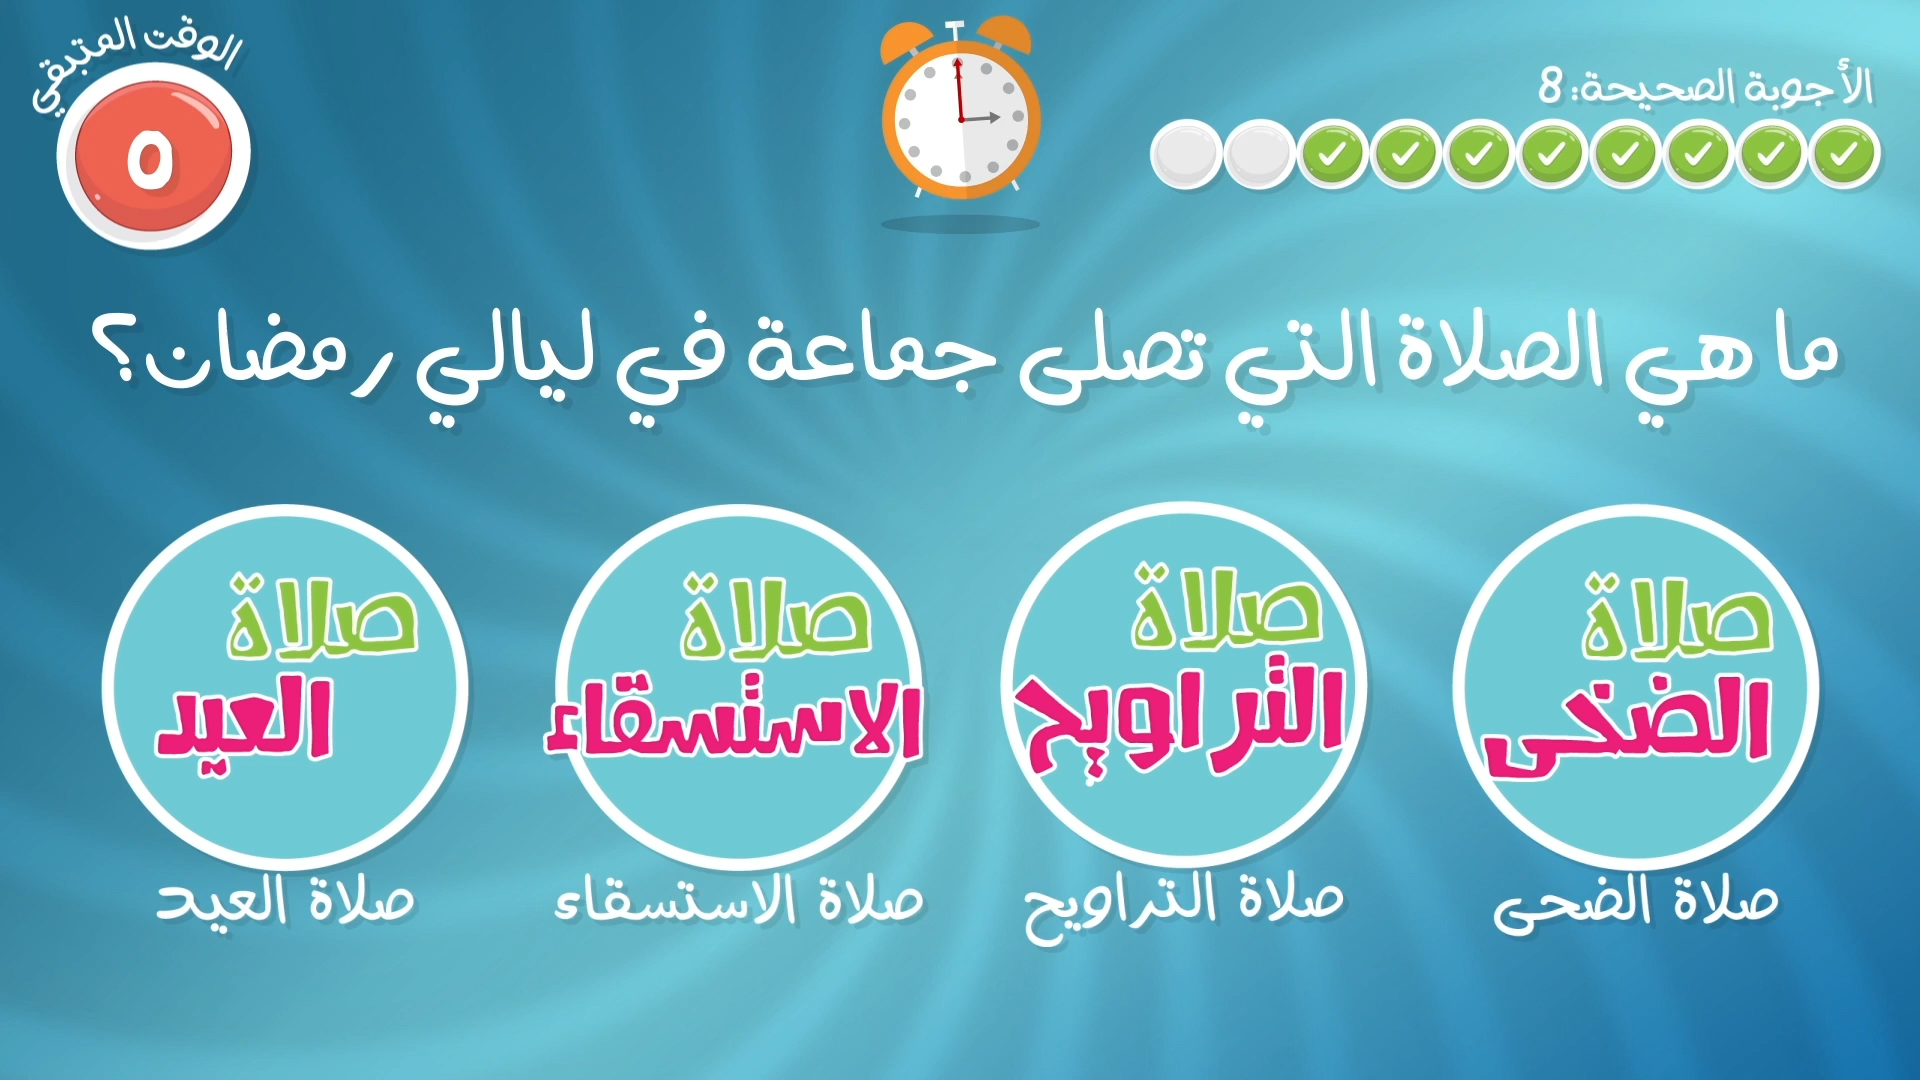 الوقت المتبقي
0
الأجوبة الصحيحة: 8
ما هي الصلاة التي تصلى جماعة في ليالي رمضان؟
صلاة
الضحى
صلاة الضحى
صلاة
التراويح
صلاة التراويح
صلاة
الاستسقاء
صلاة الاستسقاء
صلاة
العيد
صلاة العيد